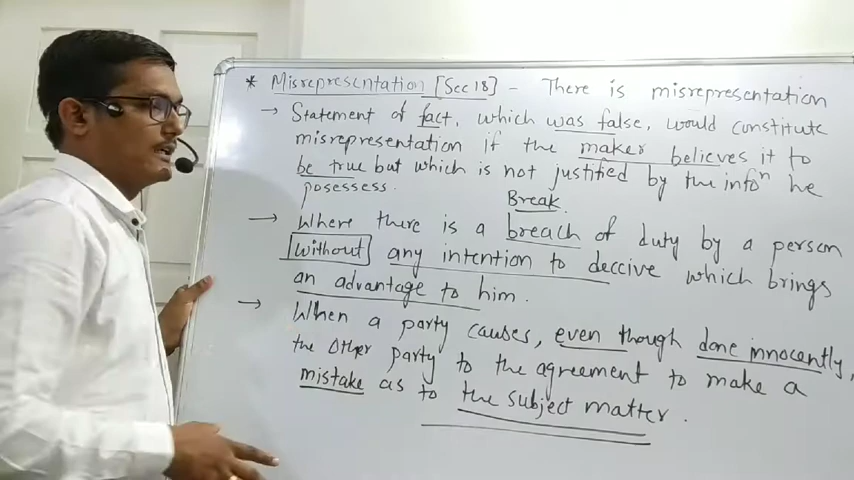 * Misrepresentation [Sec 18] - There is misrepresentation
→ Statement of fact, which was false, would constitute
misrepresentation if the maker believes it to
be true but which is not justified by the infoⁿ he
posessess.
Break
→ Where there is a breach of duty by a person
without any intention to deccive which brings
an advantage to him.
→ When a party causes, even though done innocently,
the other party to the agreement to make a
mistake as to the subject matter.